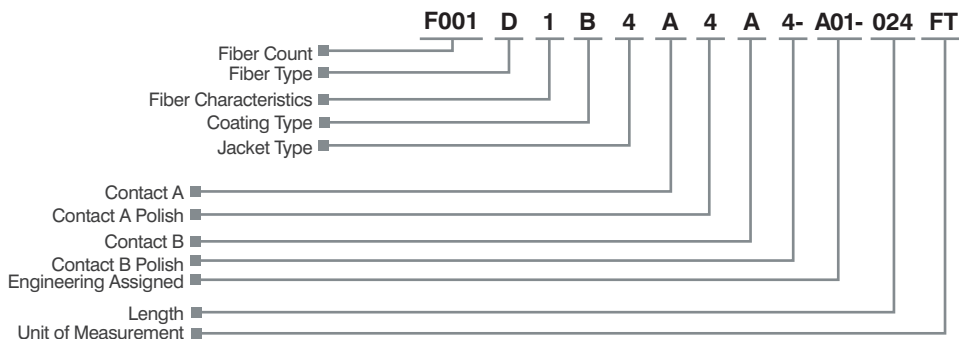 F001 D 1 B 4 A 4 A 4- A01- 024 FT
Fiber Count
Fiber Type
Fiber Characteristics
Coating Type
Jacket Type
Contact A
Contact A Polish
Contact B
Contact B Polish
Engineering Assigned
Length
Unit of Measurement